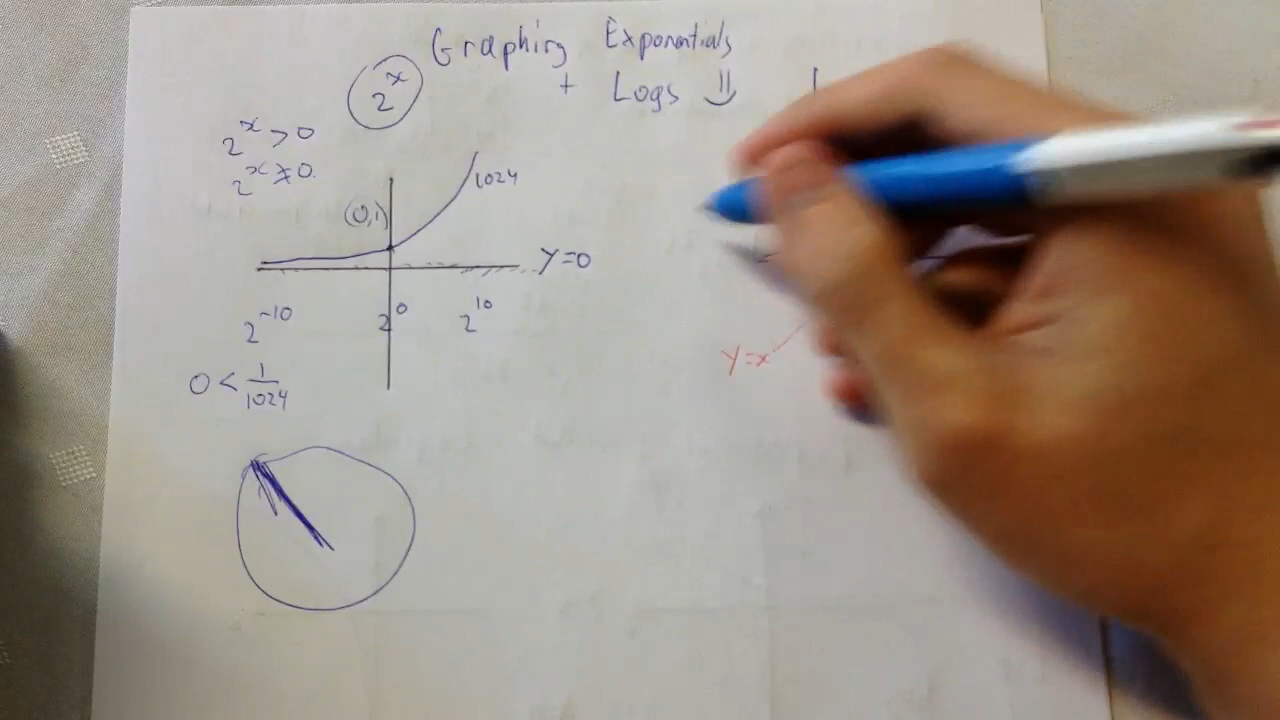 Graphing Exponentials
+ Logs
2^x
2^x > 0
2^x ≠ 0.
(0,1)
1024
y=0
2^-10
2^0
2^10
0 < 1/1024
y=x